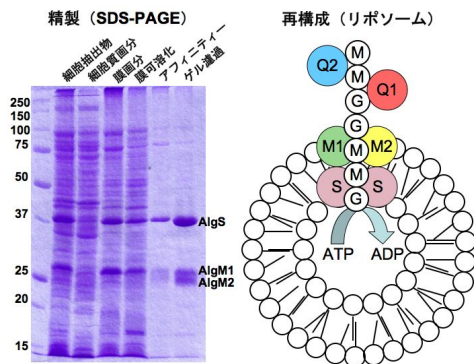 精製（SDS-PAGE）
細胞抽出物
細胞質画分
膜画分
膜可溶化
アフィニティー
ゲル濾過
250
150
100
75
50
37
25
20
15
AlgS
AlgM1
AlgM2
再構成（リポソーム）
M
Q2
M
Q1
G
G
M1
M
M2
M
S
S
G
ATP
ADP